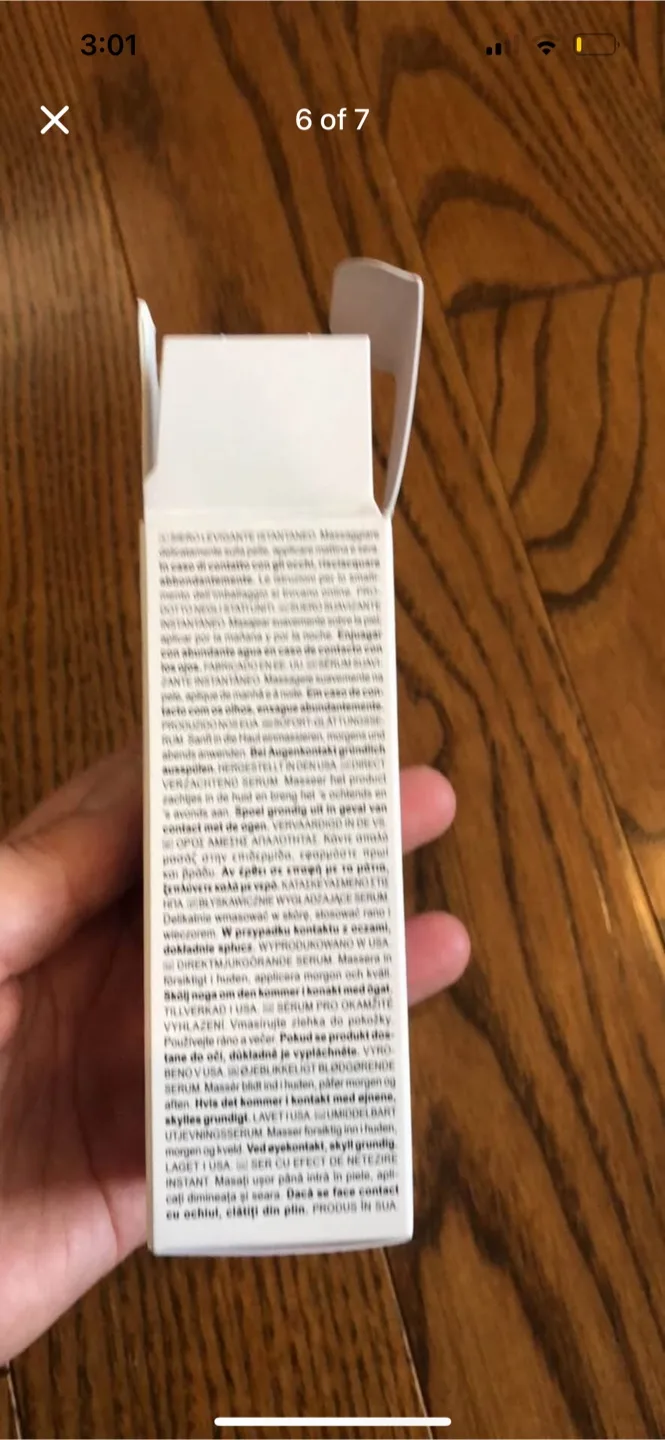 3:01
6 of 7
SIERO LEVIGANTE ISTANTANEO. Massaggiare
delicatamente sulla pelle, applicare mattina e sera.
In caso di contatto con gli occhi, risciacquare
abbondantemente. Le istruzioni per lo smalti-
mento dell'imballaggio si trovano online. PRO-
DOTTO NEGLI STATI UNITI. SUERO SUAVIZANTE
INSTANTÁNEO. Masajear suavemente sobre la piel,
aplicar por la mañana y por la noche. Enjuagar
con abundante agua en caso de contacto con
los ojos. FABRICADO EN EE. UU. SÉRUM SUAVI-
ZANTE INSTANTÂNEO. Massageie suavemente na
pele, aplique de manhã e à noite. Em caso de con-
tacto com os olhos, enxague abundantemente.
PRODUZIDO NOS EUA. SOFORT-GLÄTTUNGSSE-
RUM. Sanft in die Haut einmassieren, morgens und
abends anwenden. Bei Augenkontakt gründlich
ausspülen. HERGESTELLT IN DEN USA. DIRECT
VERZACHTEND SERUM. Masseer het product
zachtjes in de huid en breng het 's ochtends en
's avonds aan. Spoel grondig uit in geval van
contact met de ogen. VERVAARDIGD IN DE VS.
ΟΡΟΣ ΑΜΕΣΗΣ ΑΠΑΛΟΤΗΤΑΣ. Κάντε απαλό
μασάζ στην επιδερμίδα, εφαρμόστε πρωί
και βράδυ. Αν έρθει σε επαφή με τα μάτια,
ξεπλύνετε καλά με νερό. ΚΑΤΑΣΚΕΥΑΣΜΕΝΟ ΣΤΙΣ
ΗΠΑ. BŁYSKAWICZNIE WYGŁADZAJĄCE SERUM.
Delikatnie wmasować w skórę, stosować rano i
wieczorem. W przypadku kontaktu z oczami,
dokładnie spłucz. WYPRODUKOWANO W USA.
DIREKTMJUKGÖRANDE SERUM. Massera in
försiktigt i huden, applicera morgon och kväll.
Skölj noga om den kommer i konakt med ögat.
TILLVERKAD I USA. SÉRUM PRO OKAMŽITÉ
VYHLAZENÍ. Vmasírujte zlehka do pokožky.
Používejte ráno a večer. Pokud se produkt dos-
tane do očí, důkladně je vypláchněte. VYRO-
BENO V USA. ØJEBLIKKELIGT BLØDGØRENDE
SERUM. Massér blidt ind i huden, påfør morgen og
aften. Hvis det kommer i kontakt med øjnene,
skylles grundigt. LAVET I USA. UMIDDELBART
UTJEVNINGSSERUM. Masser forsiktig inn i huden,
morgen og kveld. Ved øyekontakt, skyll grundig.
LAGET I USA. SER CU EFECT DE NETEZIRE
INSTANT. Masați ușor până intră în piele, apli-
cați dimineața și seara. Dacă se face contact
cu ochiul, clătiți din plin. PRODUS ÎN SUA